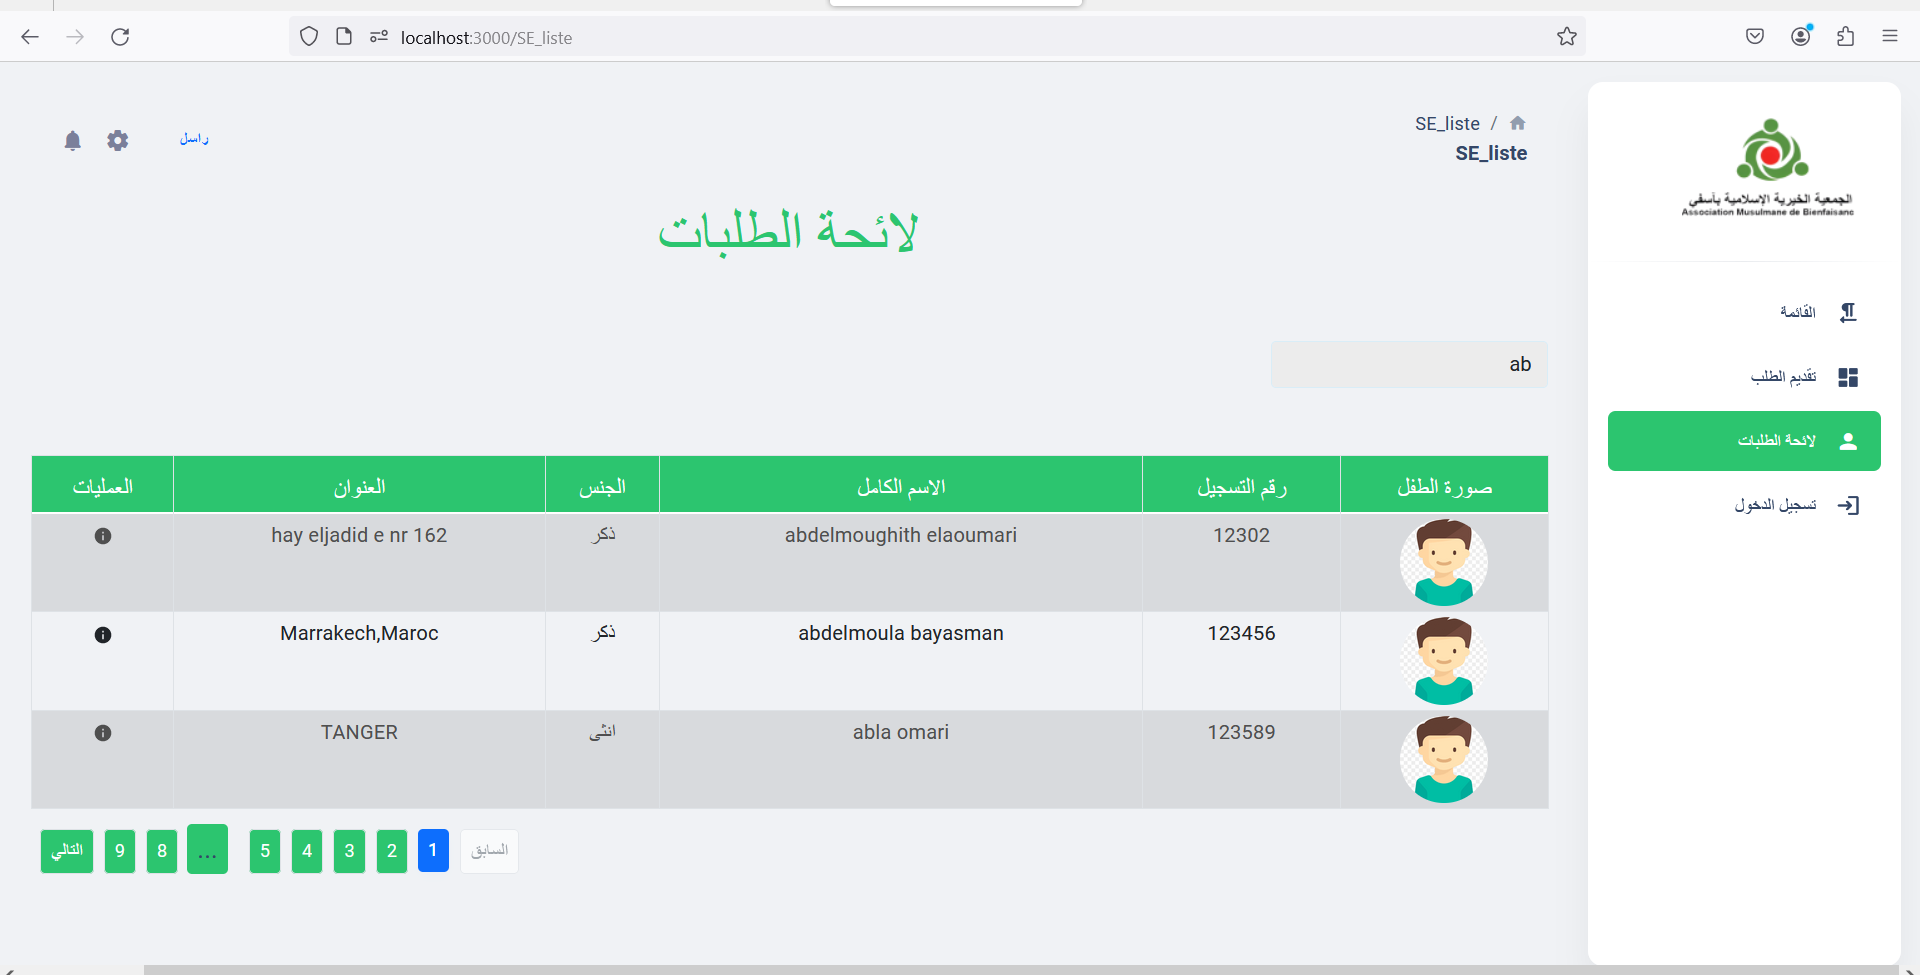 localhost:3000/SE_liste
SE_liste /
SE_liste
راسل
الجمعية الخيرية الإسلامية بآسفي
Association Musulmane de Bienfaisanc
لائحة الطلبات
القائمة
تقديم الطلب
لائحة الطلبات
تسجيل الدخول
ab
صورة الطفل رقم التسجيل الاسم الكامل الجنس العنوان العمليات
12302 abdelmoughith elaoumari ذكر hay eljadid e nr 162
123456 abdelmoula bayasman ذكر Marrakech,Maroc
123589 abla omari انثى TANGER
السابق 1 2 3 4 5 ... 8 9 التالي